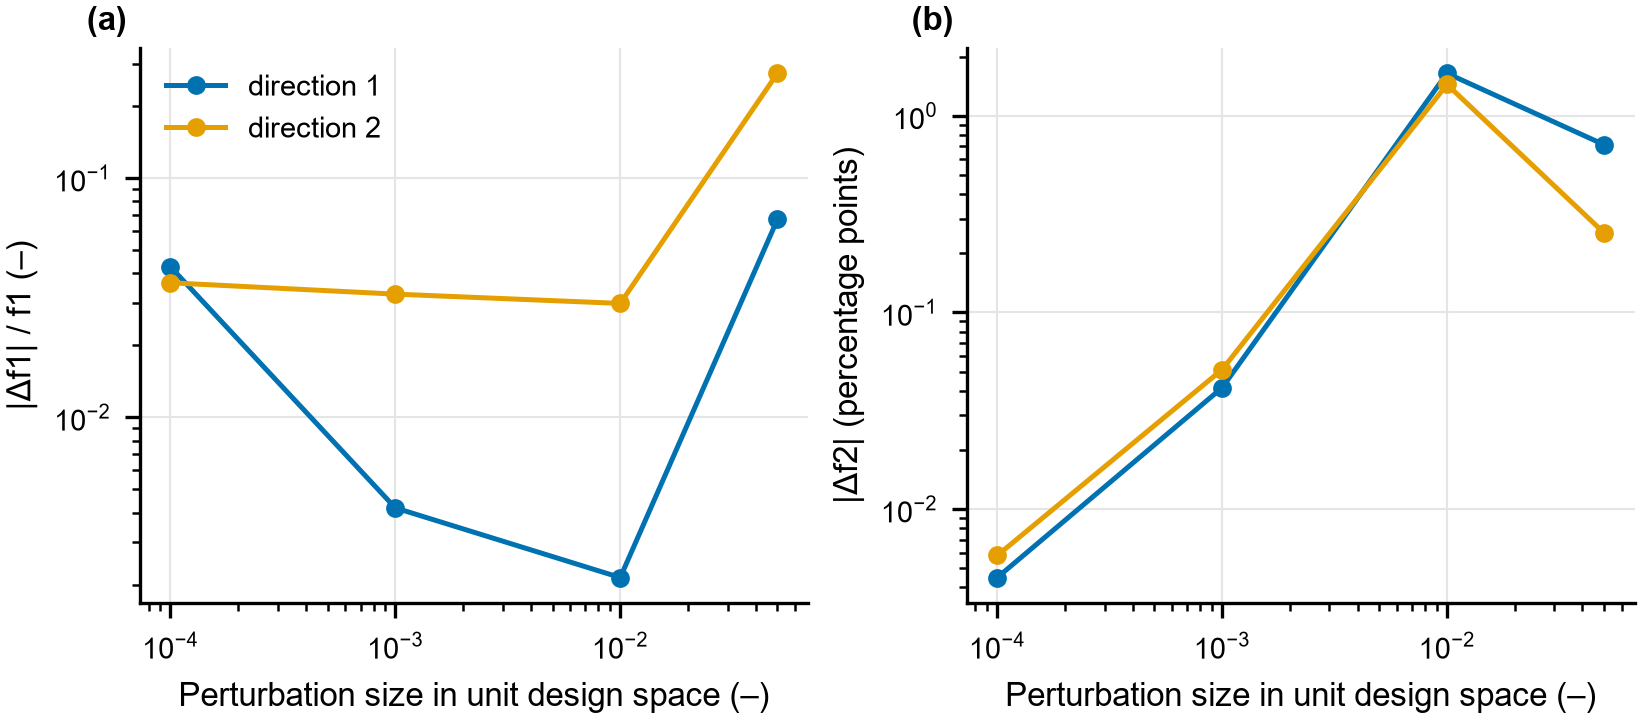 (a)
|Δf1| / f1 (–)
10⁻¹
10⁻²
direction 1
direction 2
10⁻⁴ 10⁻³ 10⁻²
Perturbation size in unit design space (–)
(b)
|Δf2| (percentage points)
10⁰
10⁻¹
10⁻²
10⁻⁴ 10⁻³ 10⁻²
Perturbation size in unit design space (–)